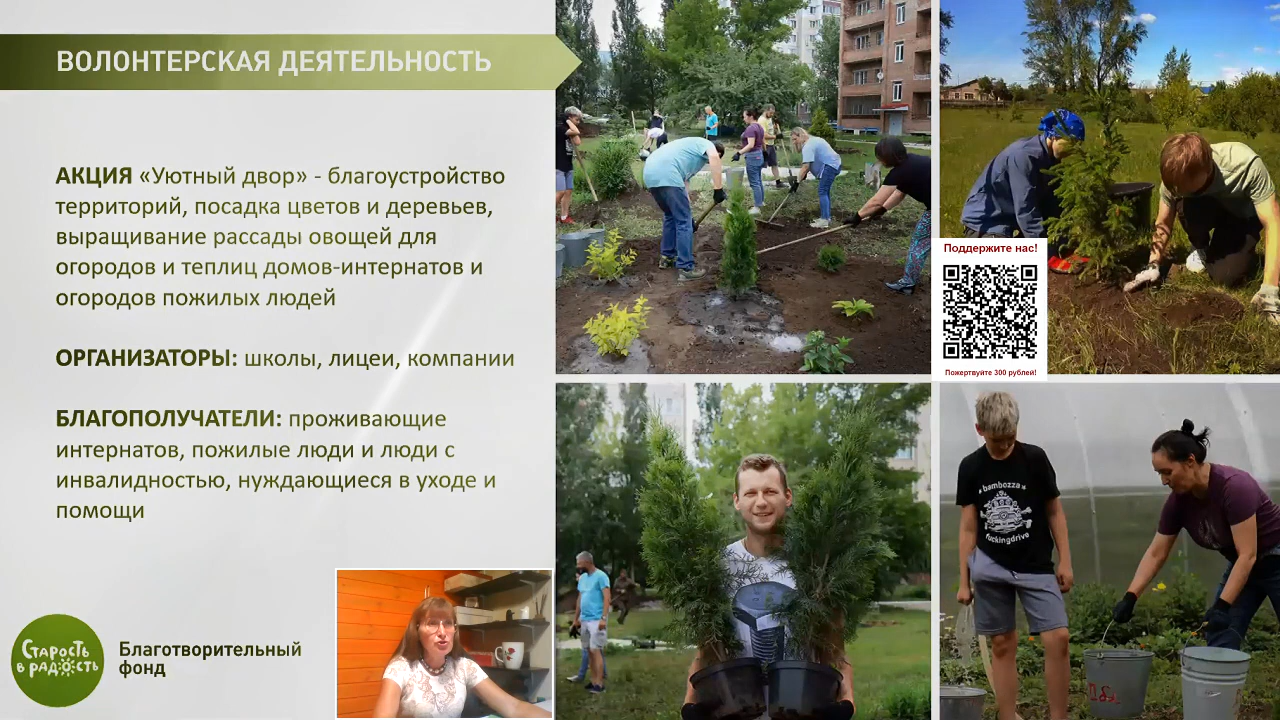 ВОЛОНТЕРСКАЯ ДЕЯТЕЛЬНОСТЬ
АКЦИЯ «Уютный двор» - благоустройство
территорий, посадка цветов и деревьев,
выращивание рассады овощей для
огородов и теплиц домов-интернатов и
огородов пожилых людей
ОРГАНИЗАТОРЫ: школы, лицеи, компании
БЛАГОПОЛУЧАТЕЛИ: проживающие
интернатов, пожилые люди и люди с
инвалидностью, нуждающиеся в уходе и
помощи
Старость
в радость
Благотворительный
фонд
Поддержите нас!
Пожертвуйте 300 рублей!
bambozza
fuckingdrive